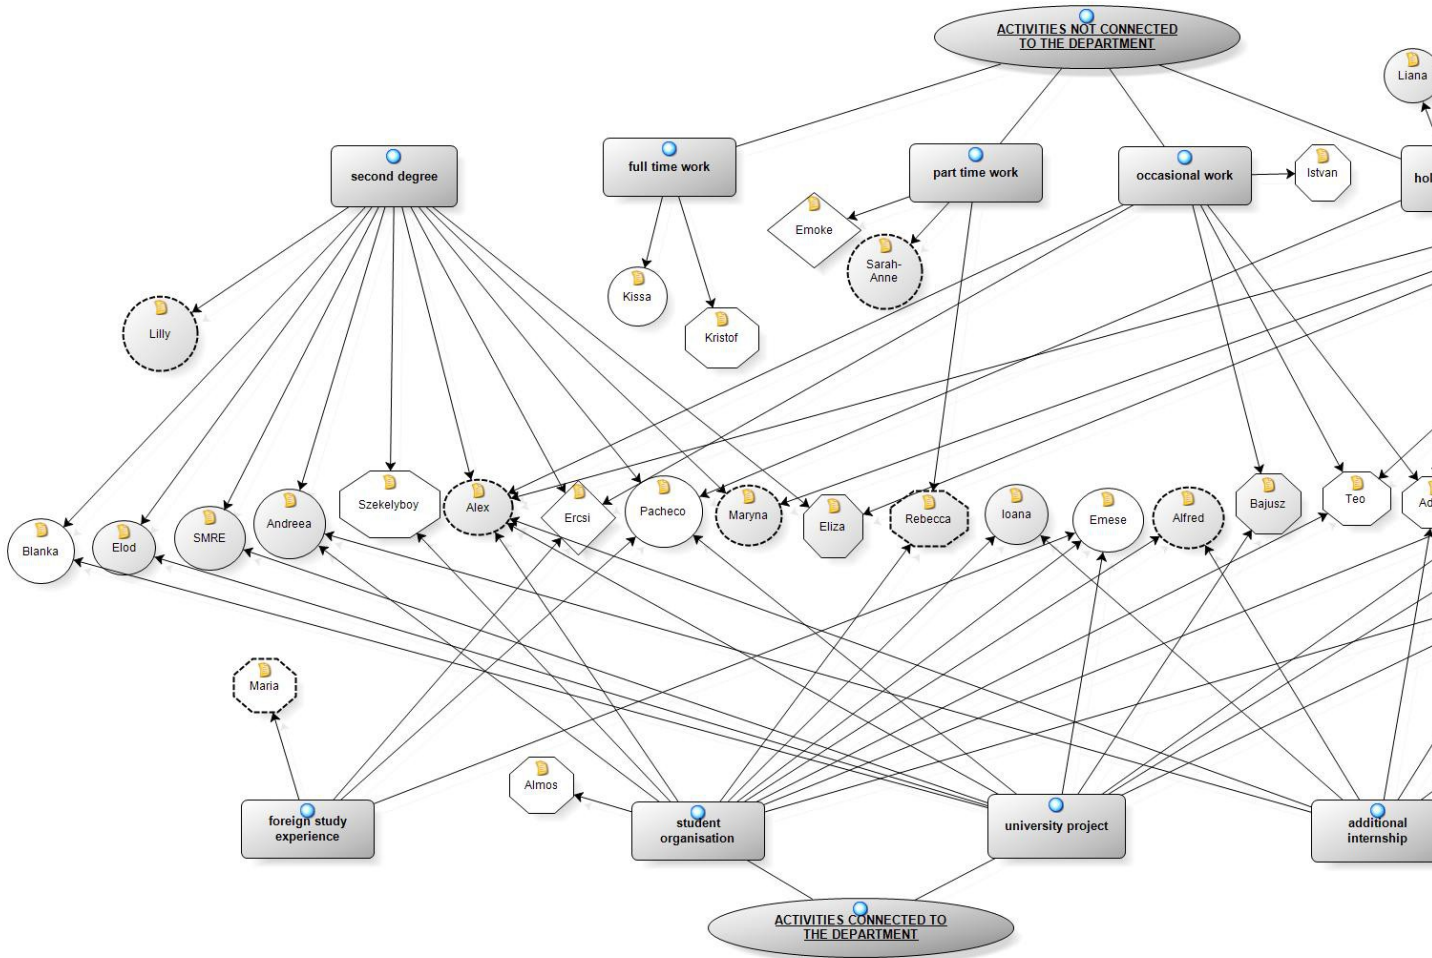 ACTIVITIES NOT CONNECTED
TO THE DEPARTMENT
Liana
second degree
full time work
part time work
occasional work
Istvan
hol
Emoke
Sarah-
Anne
Kissa
Kristof
Lilly
Szekelyboy
Alex
Ercsi
Pacheco
Maryna
Eliza
Rebecca
Ioana
Emese
Alfred
Bajusz
Teo
Ad
Blanka
Elod
SMRE
Andreea
Maria
Almos
foreign study
experience
student
organisation
university project
additional
internship
ACTIVITIES CONNECTED TO
THE DEPARTMENT